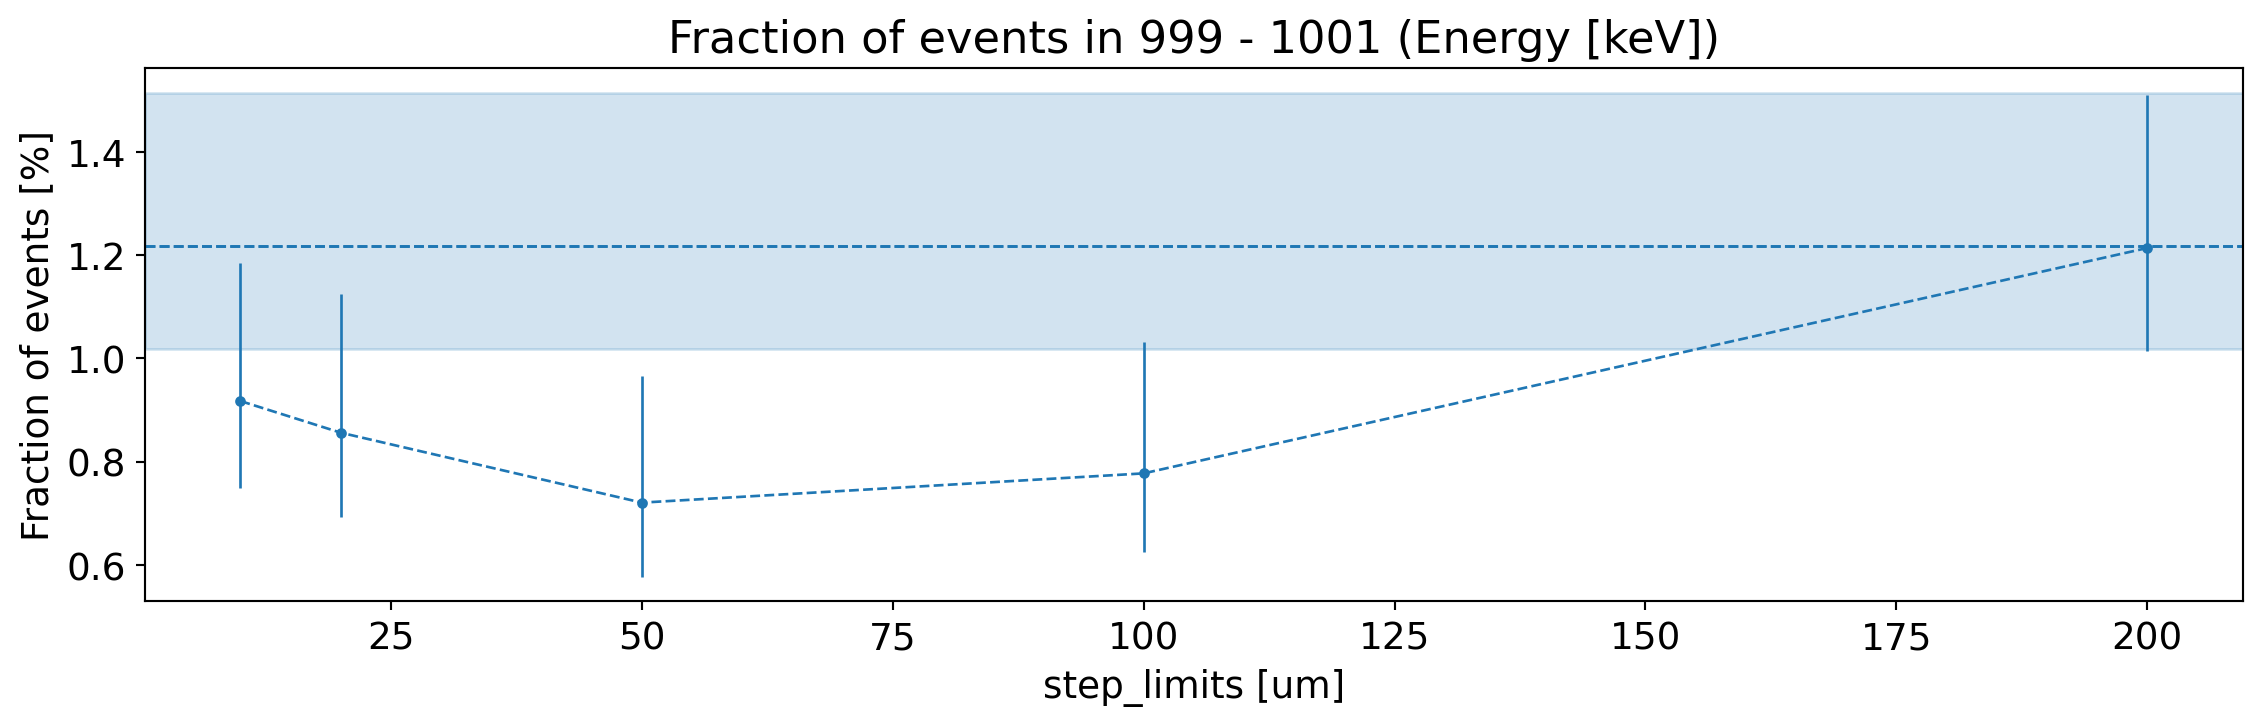 Fraction of events in 999 - 1001 (Energy [keV])
Fraction of events [%]
1.4
1.2
1.0
0.8
0.6
25 50 75 100 125 150 175 200
step_limits [um]